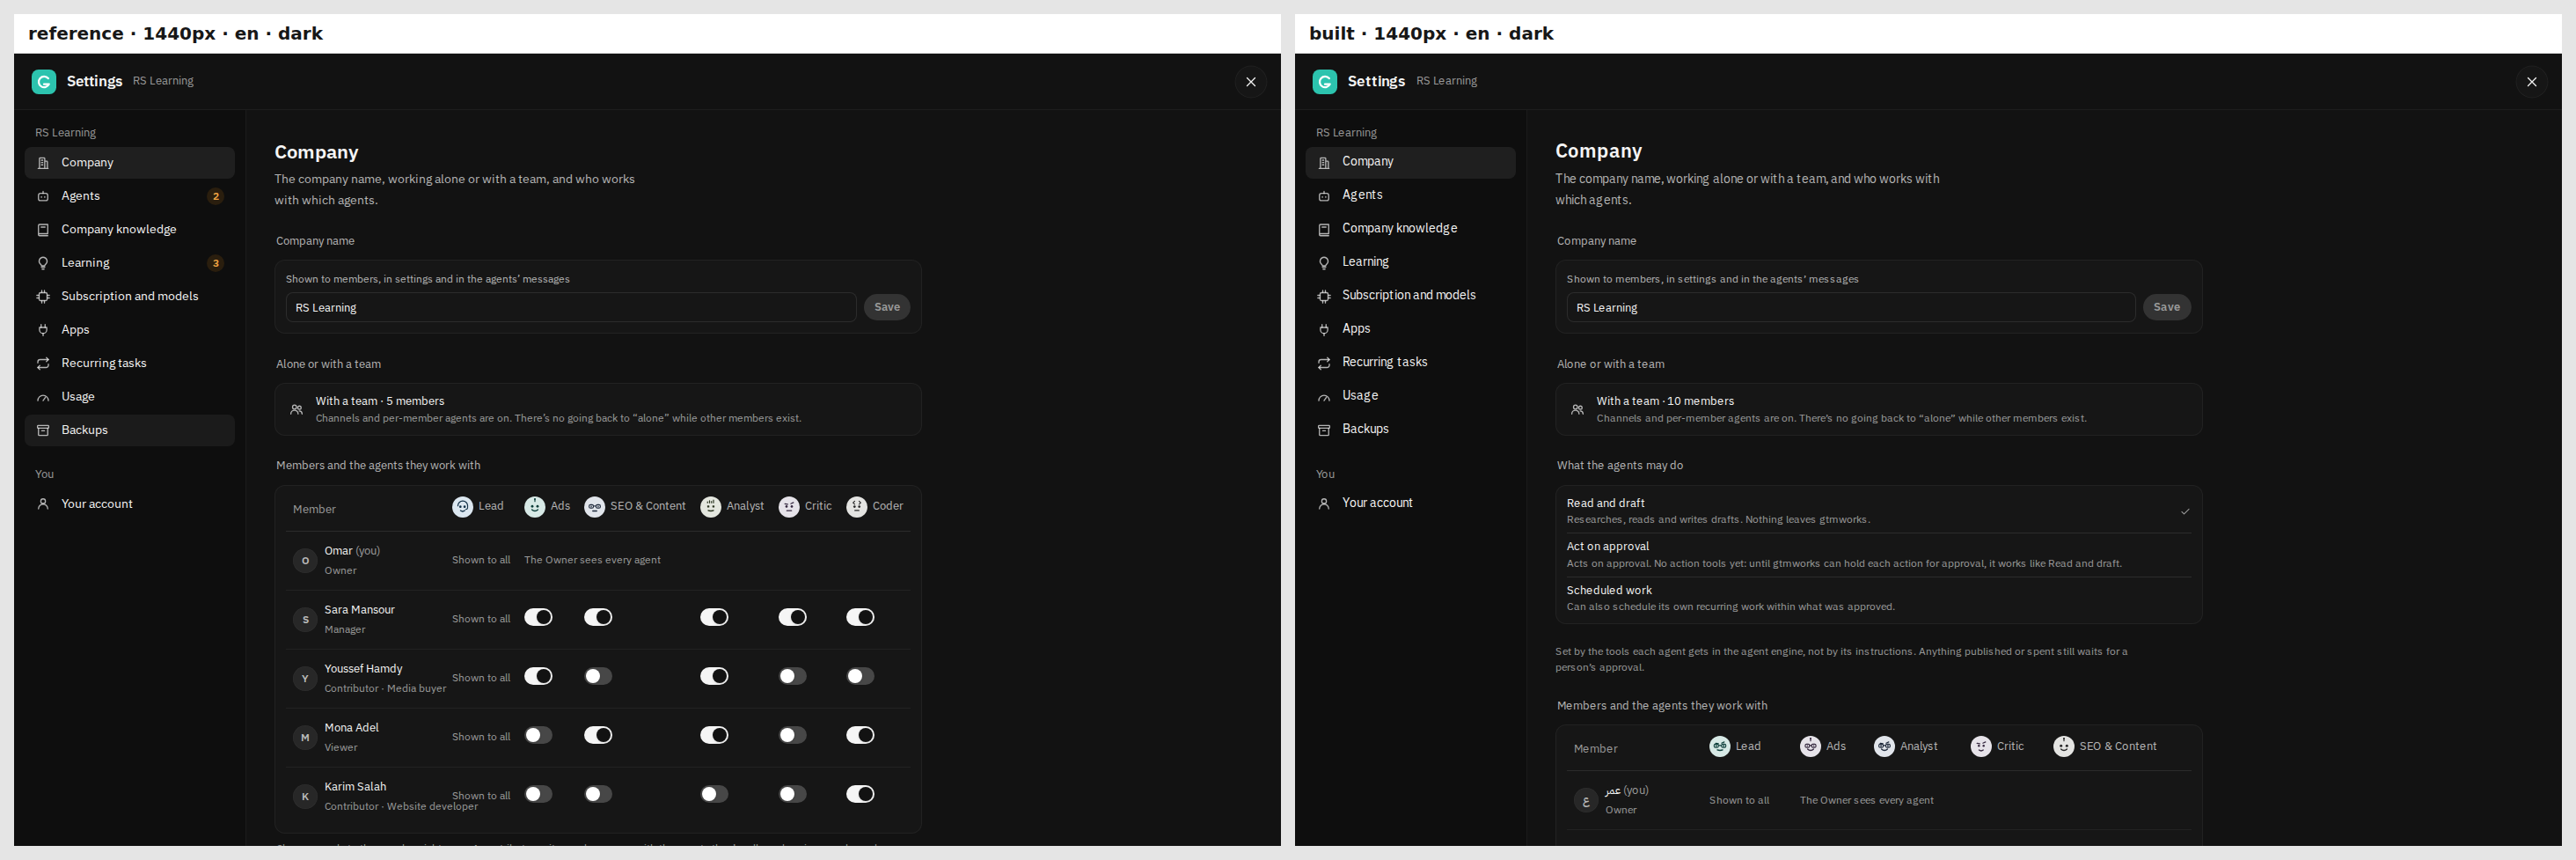 reference · 1440px · en · dark
Settings RS Learning
RS Learning
Company
Agents 2
Company knowledge
Learning 3
Subscription and models
Apps
Recurring tasks
Usage
Backups
You
Your account
Company
The company name, working alone or with a team, and who works
with which agents.
Company name
Shown to members, in settings and in the agents’ messages
RS Learning Save
Alone or with a team
With a team · 5 members
Channels and per-member agents are on. There’s no going back to “alone” while other members exist.
Members and the agents they work with
Member Lead Ads SEO & Content Analyst Critic Coder
O Omar (you) Shown to all The Owner sees every agent
Owner
S Sara Mansour Shown to all
Manager
Y Youssef Hamdy Shown to all
Contributor · Media buyer
M Mona Adel Shown to all
Viewer
K Karim Salah Shown to all
Contributor · Website developer
built · 1440px · en · dark
Settings RS Learning
RS Learning
Company
Agents
Company knowledge
Learning
Subscription and models
Apps
Recurring tasks
Usage
Backups
You
Your account
Company
The company name, working alone or with a team, and who works with
which agents.
Company name
Shown to members, in settings and in the agents’ messages
RS Learning Save
Alone or with a team
With a team · 10 members
Channels and per-member agents are on. There’s no going back to “alone” while other members exist.
What the agents may do
Read and draft
Researches, reads and writes drafts. Nothing leaves gtmworks.
Act on approval
Acts on approval. No action tools yet: until gtmworks can hold each action for approval, it works like Read and draft.
Scheduled work
Can also schedule its own recurring work within what was approved.
Set by the tools each agent gets in the agent engine, not by its instructions. Anything published or spent still waits for a
person’s approval.
Members and the agents they work with
Member Lead Ads Analyst Critic SEO & Content
ع عمر (you) Shown to all The Owner sees every agent
Owner